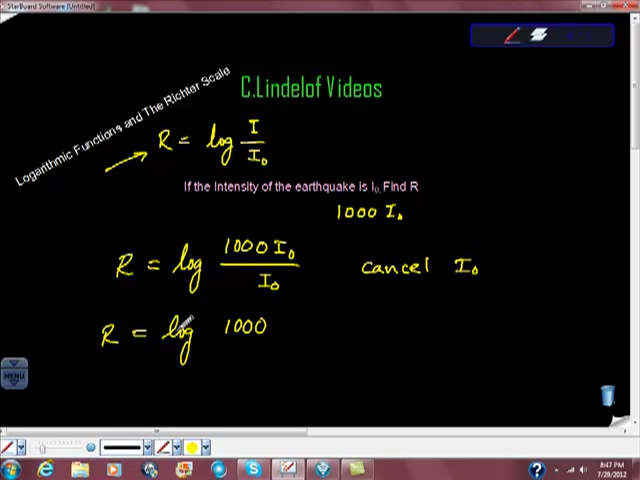 StarBoard Software [Untitled]
C.Lindelof Videos
Logarithmic Functions and The Richter Scale
R = log I/I₀
If the Intensity of the earthquake is I₀. Find R
1000 I₀
R = log 1000 I₀/I₀ cancel I₀
R = log 1000
MENU
8:47 PM
7/29/2012